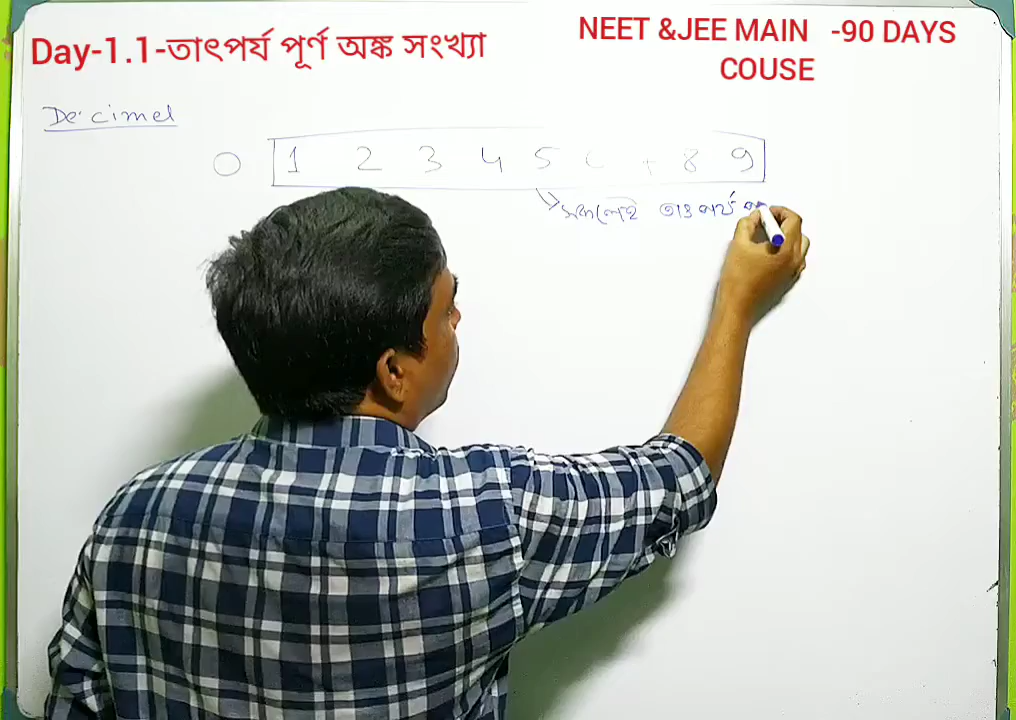 Day-1.1-তাৎপর্য পূর্ণ অঙ্ক সংখ্যা
NEET &JEE MAIN -90 DAYS
COUSE
Decimel
0 1 2 3 4 5 6 7 8 9
সকলেই তাৎপর্য